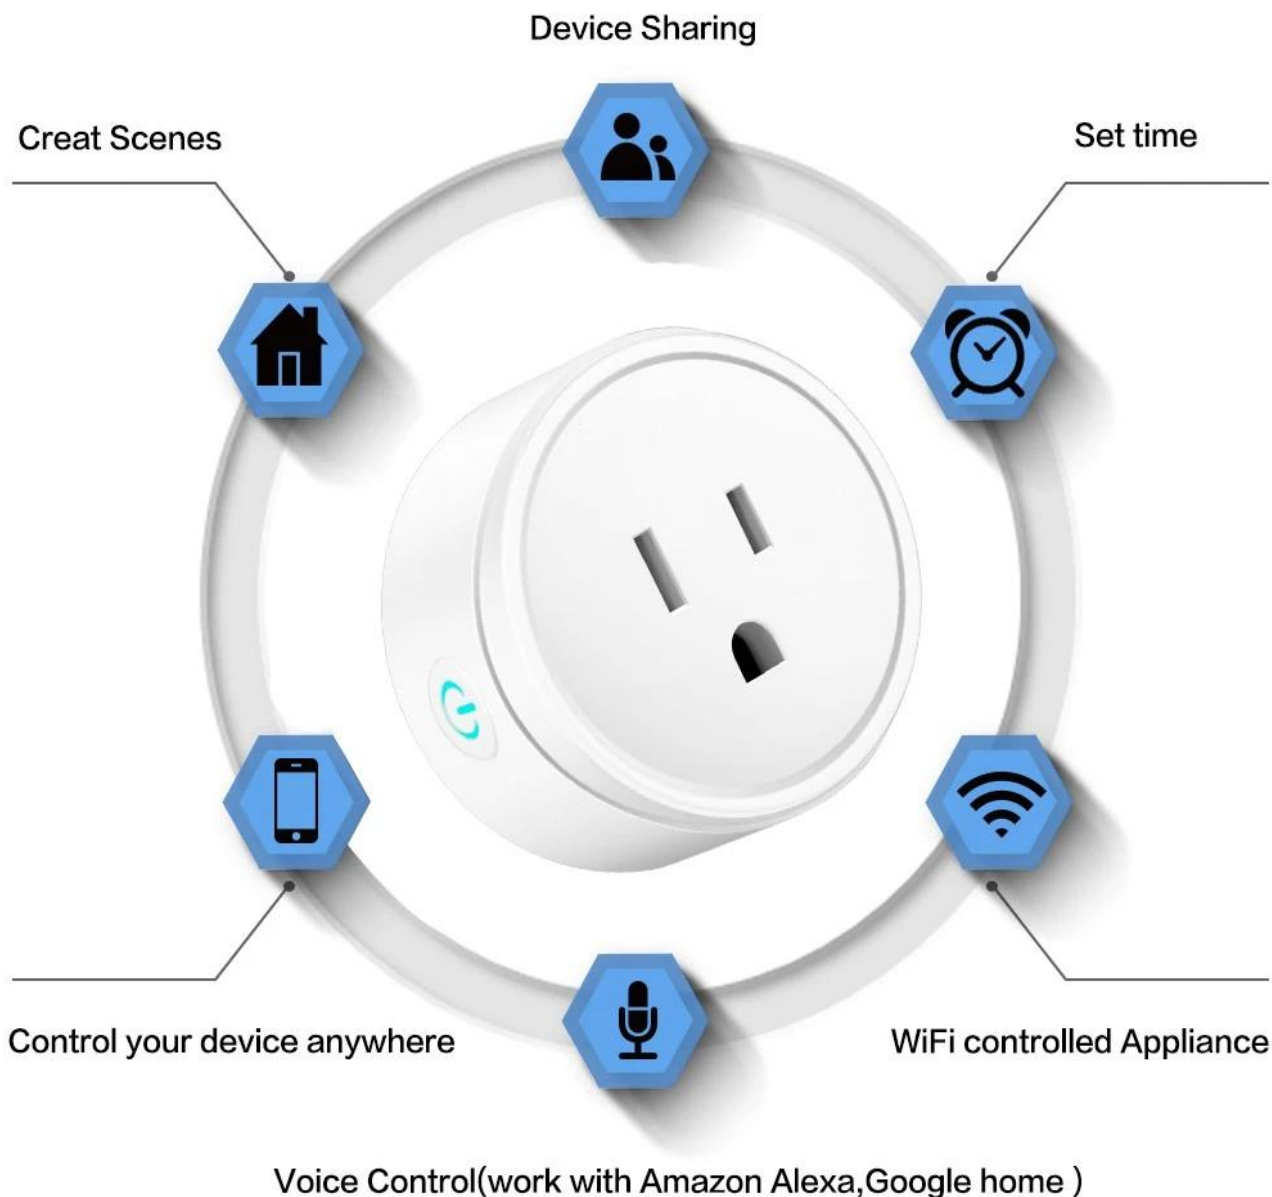 Device Sharing
Creat Scenes
Set time
Control your device anywhere
WiFi controlled Appliance
Voice Control(work with Amazon Alexa,Google home )